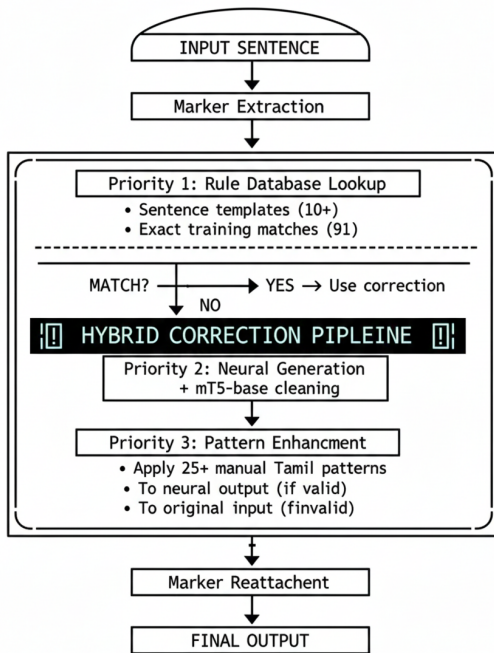 INPUT SENTENCE
Marker Extraction
Priority 1: Rule Database Lookup
• Sentence templates (10+)
• Exact training matches (91)
MATCH? → YES → Use correction
NO
HYBRID CORRECTION PIPLEINE
Priority 2: Neural Generation
+ mT5-base cleaning
Priority 3: Pattern Enhancment
• Apply 25+ manual Tamil patterns
• To neural output (if valid)
• To original input (finvalid)
Marker Reattachent
FINAL OUTPUT